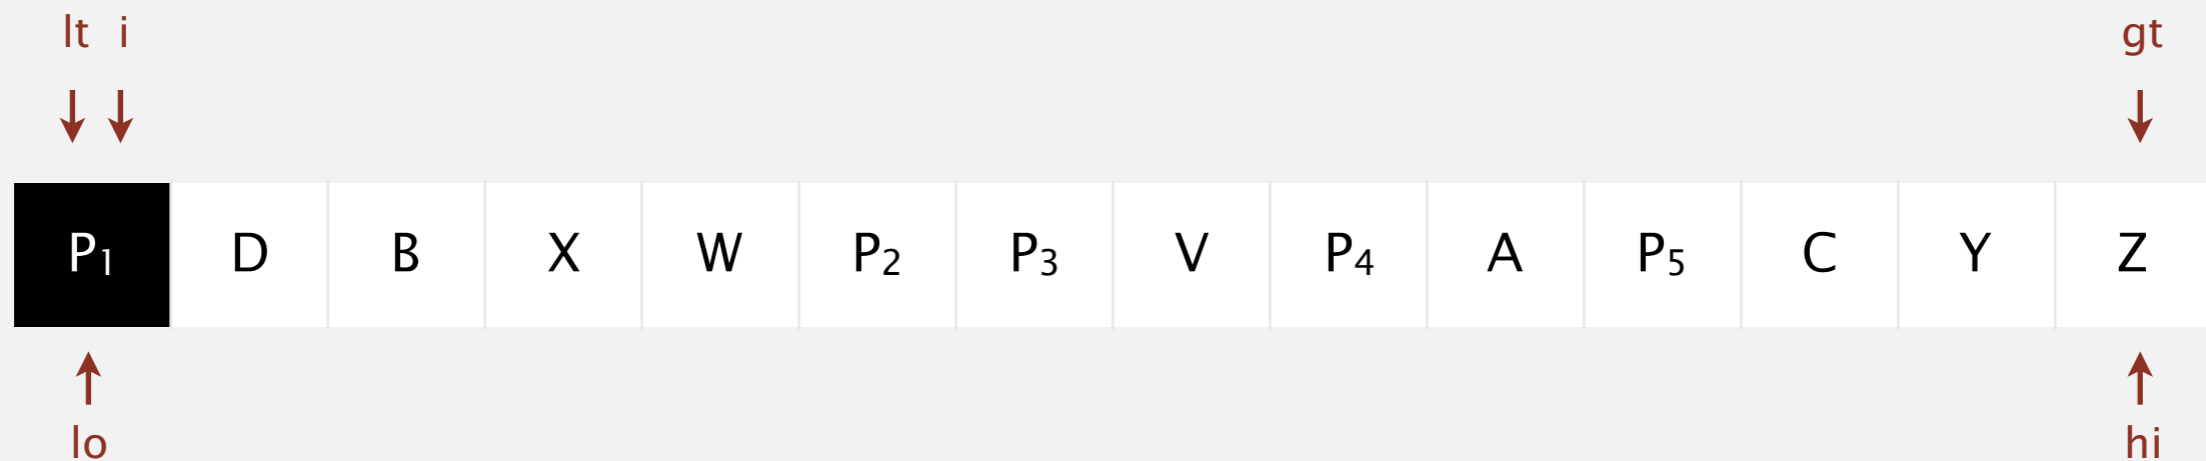 lt i gt
P₁ D B X W P₂ P₃ V P₄ A P₅ C Y Z
lo hi